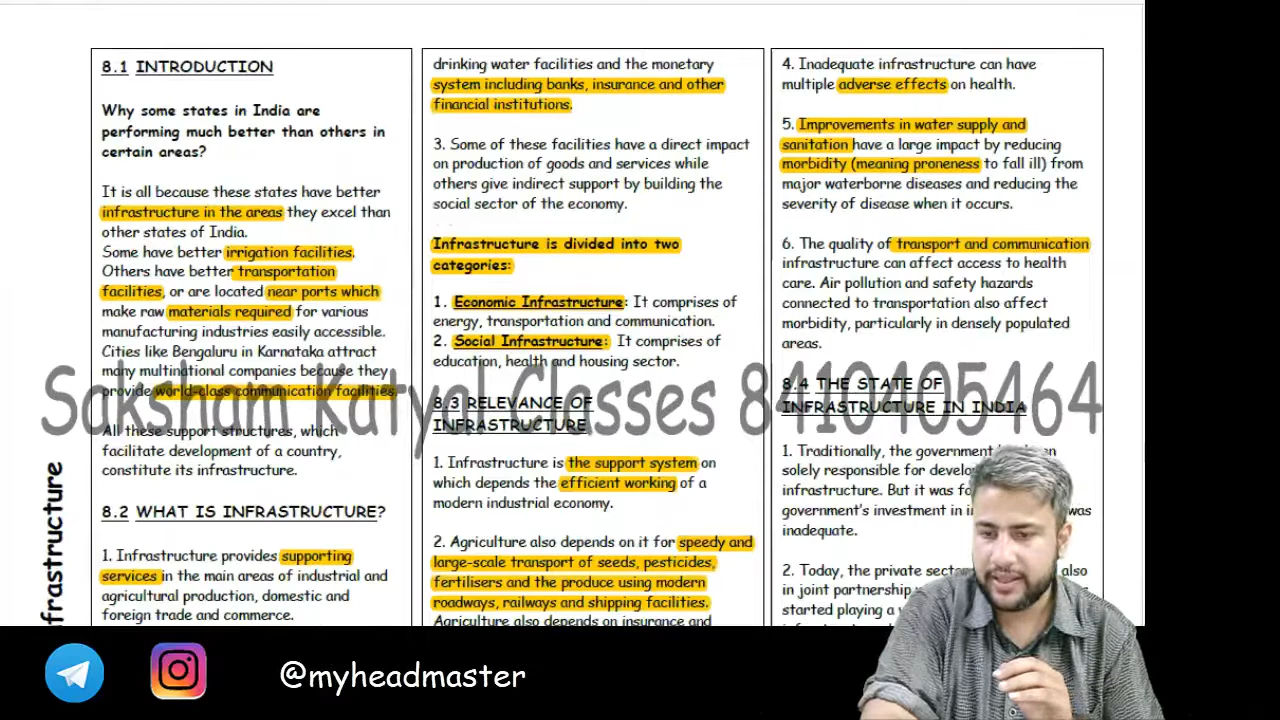 8.1 INTRODUCTION
Why some states in India are
performing much better than others in
certain areas?
It is all because these states have better
infrastructure in the areas they excel than
other states of India.
Some have better irrigation facilities.
Others have better transportation
facilities, or are located near ports which
make raw materials required for various
manufacturing industries easily accessible.
Cities like Bengaluru in Karnataka attract
many multinational companies because they
provide world-class communication facilities.
All these support structures, which
facilitate development of a country,
constitute its infrastructure.
8.2 WHAT IS INFRASTRUCTURE?
1. Infrastructure provides supporting
services in the main areas of industrial and
agricultural production, domestic and
foreign trade and commerce.
drinking water facilities and the monetary
system including banks, insurance and other
financial institutions.
3. Some of these facilities have a direct impact
on production of goods and services while
others give indirect support by building the
social sector of the economy.
Infrastructure is divided into two
categories:
1. Economic Infrastructure: It comprises of
energy, transportation and communication.
2. Social Infrastructure: It comprises of
education, health and housing sector.
8.3 RELEVANCE OF
INFRASTRUCTURE
1. Infrastructure is the support system on
which depends the efficient working of a
modern industrial economy.
2. Agriculture also depends on it for speedy and
large-scale transport of seeds, pesticides,
fertilisers and the produce using modern
roadways, railways and shipping facilities.
Agriculture also depends on insurance and
4. Inadequate infrastructure can have
multiple adverse effects on health.
5. Improvements in water supply and
sanitation have a large impact by reducing
morbidity (meaning proneness to fall ill) from
major waterborne diseases and reducing the
severity of disease when it occurs.
6. The quality of transport and communication
infrastructure can affect access to health
care. Air pollution and safety hazards
connected to transportation also affect
morbidity, particularly in densely populated
areas.
8.4 THE STATE OF
INFRASTRUCTURE IN INDIA
1. Traditionally, the government
solely responsible for
infrastructure. But it was
government's investment in was
inadequate.
2. Today, the private also
in joint partnership
started playing a
Saksham Katyal Classes 8410405464
frastructure
@myheadmaster